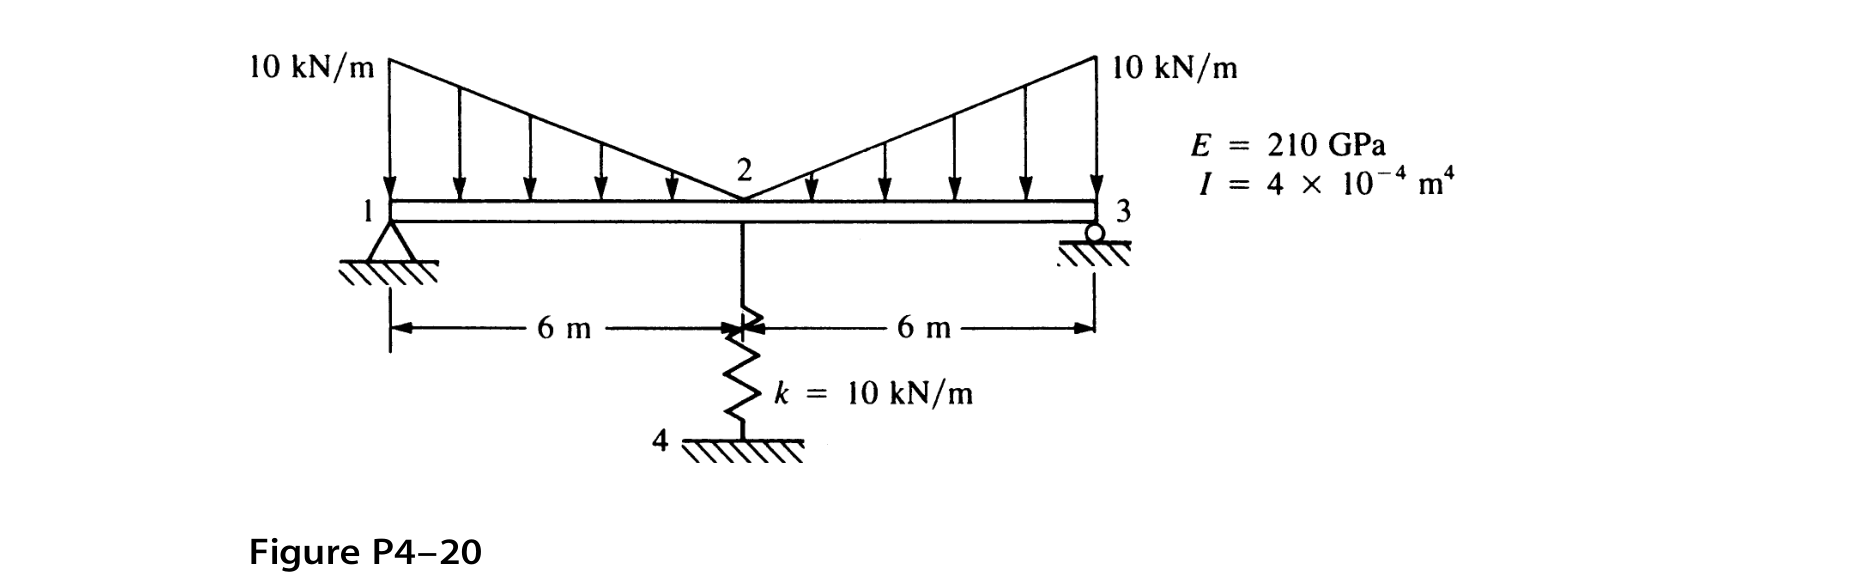 10 kN/m
10 kN/m
E = 210 GPa
2
I = 4 × 10⁻⁴ m⁴
1
3
6 m
6 m
k = 10 kN/m
4
Figure P4–20